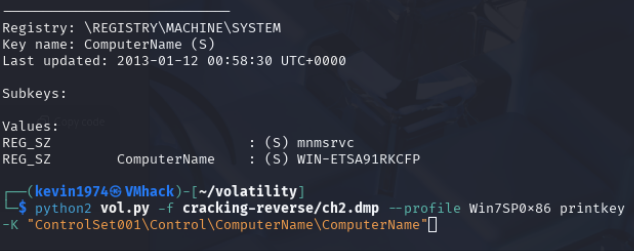 ----------------------------
Registry: \REGISTRY\MACHINE\SYSTEM
Key name: ComputerName (S)
Last updated: 2013-01-12 00:58:30 UTC+0000
Subkeys:
Values:
REG_SZ                        : (S) mnmsrvc
REG_SZ        ComputerName    : (S) WIN-ETSA91RKCFP
┌──(kevin1974㉿VMhack)-[~/volatility]
└─$ python2 vol.py -f cracking-reverse/ch2.dmp --profile Win7SP0×86 printkey
-K "ControlSet001\Control\ComputerName\ComputerName"